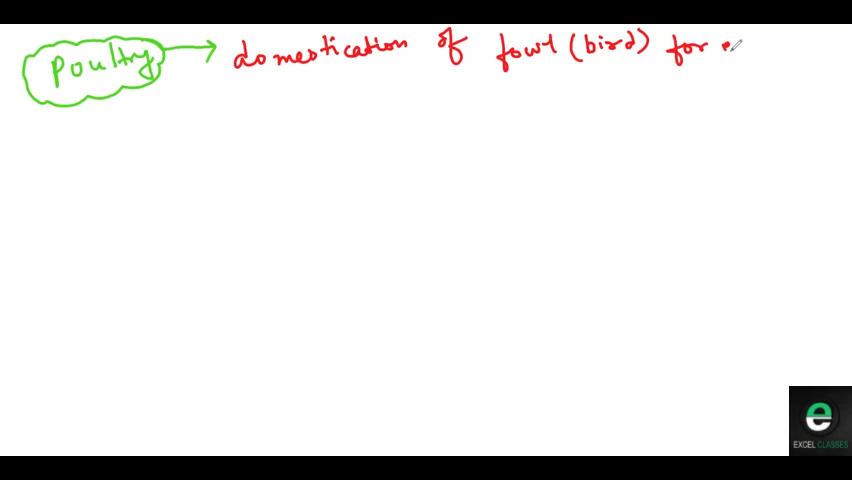 Poultry → domestication of fowl (bird) for
e
EXCEL CLASSES